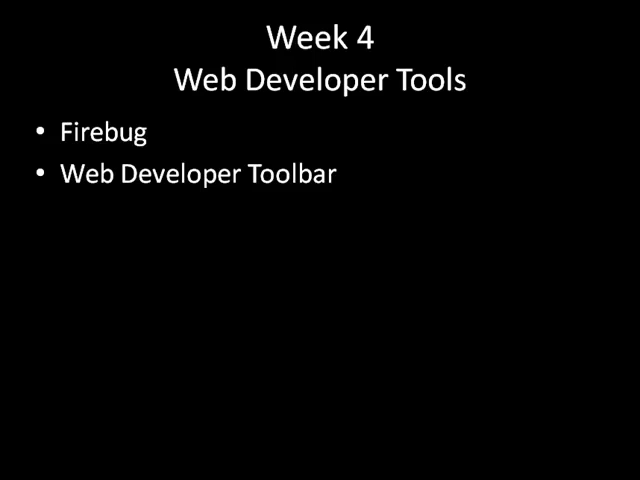 Week 4
Web Developer Tools
• Firebug
• Web Developer Toolbar